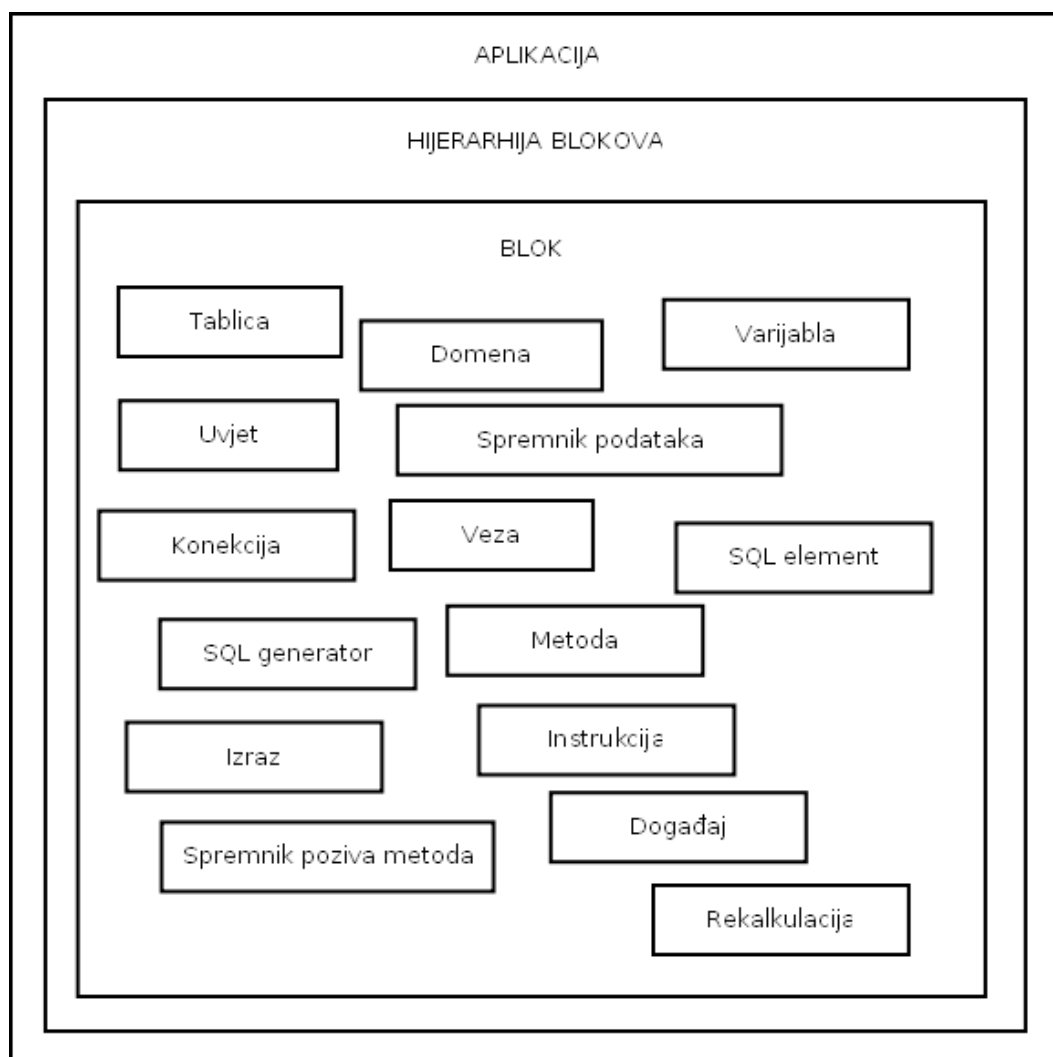 APLIKACIJA
HIJERARHIJA BLOKOVA
BLOK
Tablica
Domena
Varijabla
Uvjet
Spremnik podataka
Konekcija
Veza
SQL element
SQL generator
Metoda
Izraz
Instrukcija
Događaj
Spremnik poziva metoda
Rekalkulacija